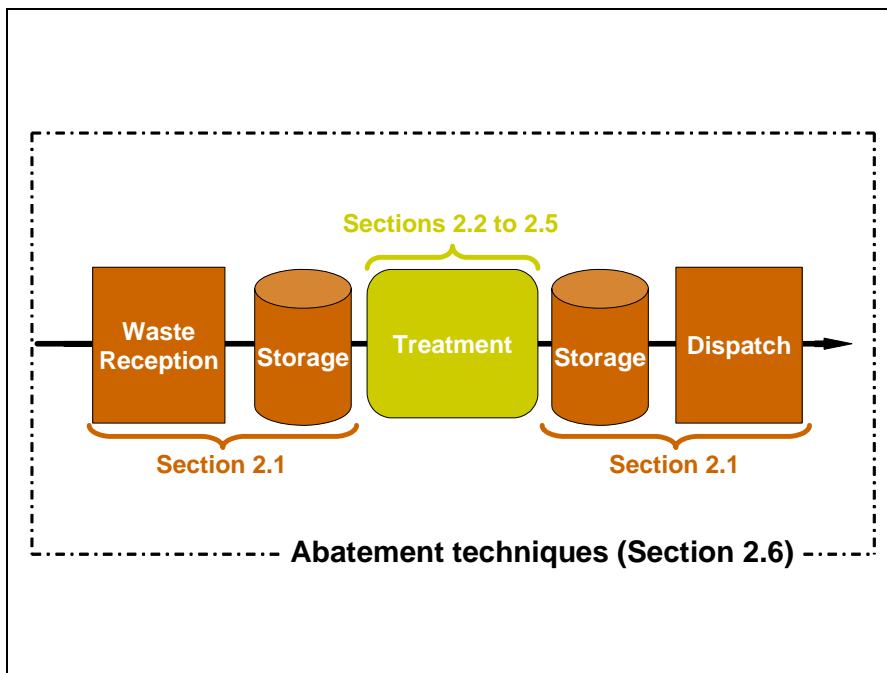 Sections 2.2 to 2.5
Waste
Reception
Storage
Treatment
Storage
Dispatch
Section 2.1
Section 2.1
Abatement techniques (Section 2.6)